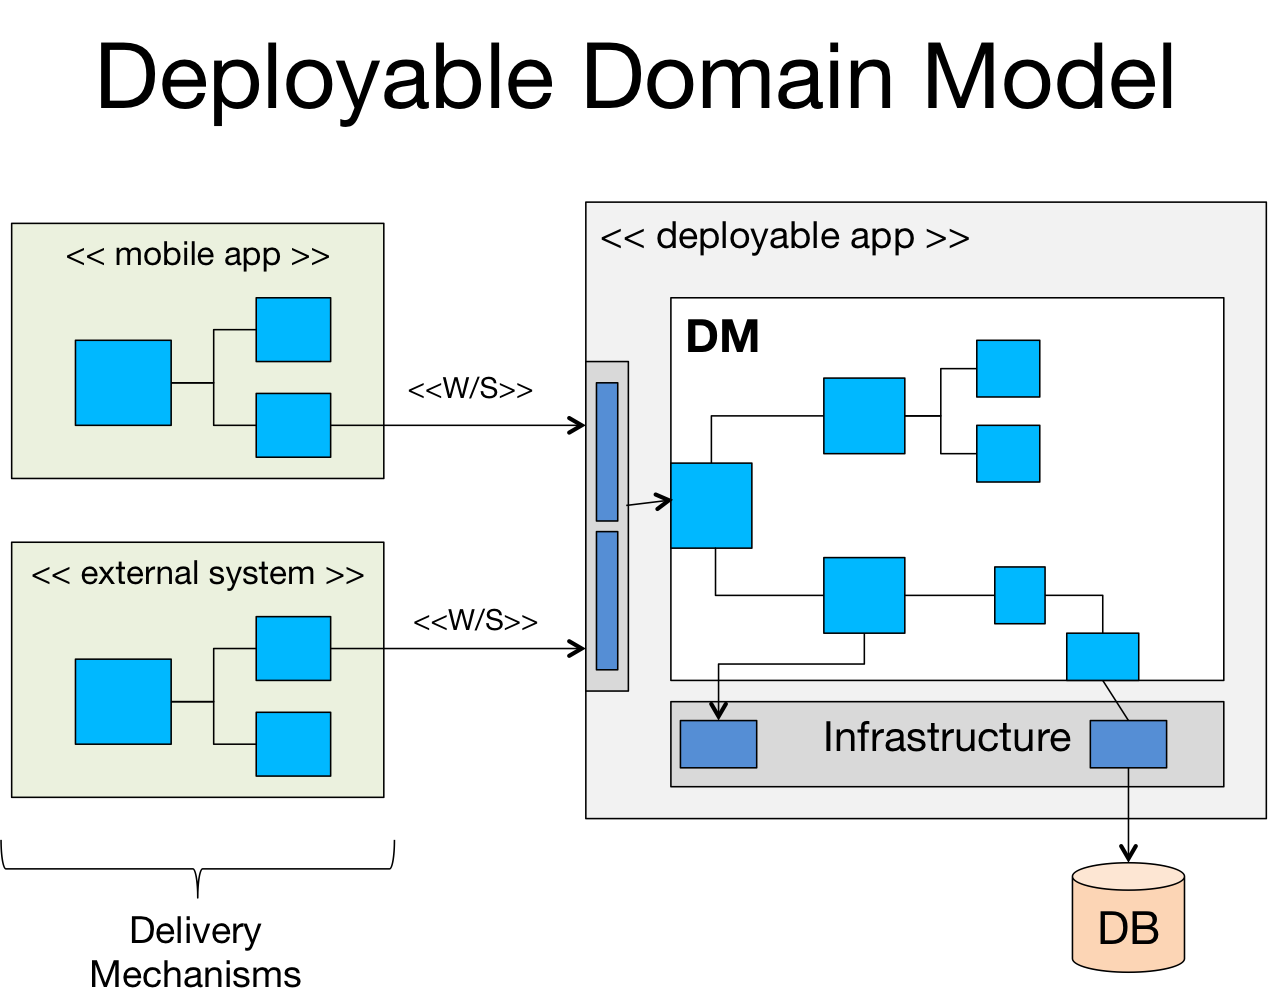 Deployable Domain Model
<< mobile app >>
<< deployable app >>
DM
<<W/S>>
<< external system >>
<<W/S>>
Infrastructure
DB
Delivery
Mechanisms